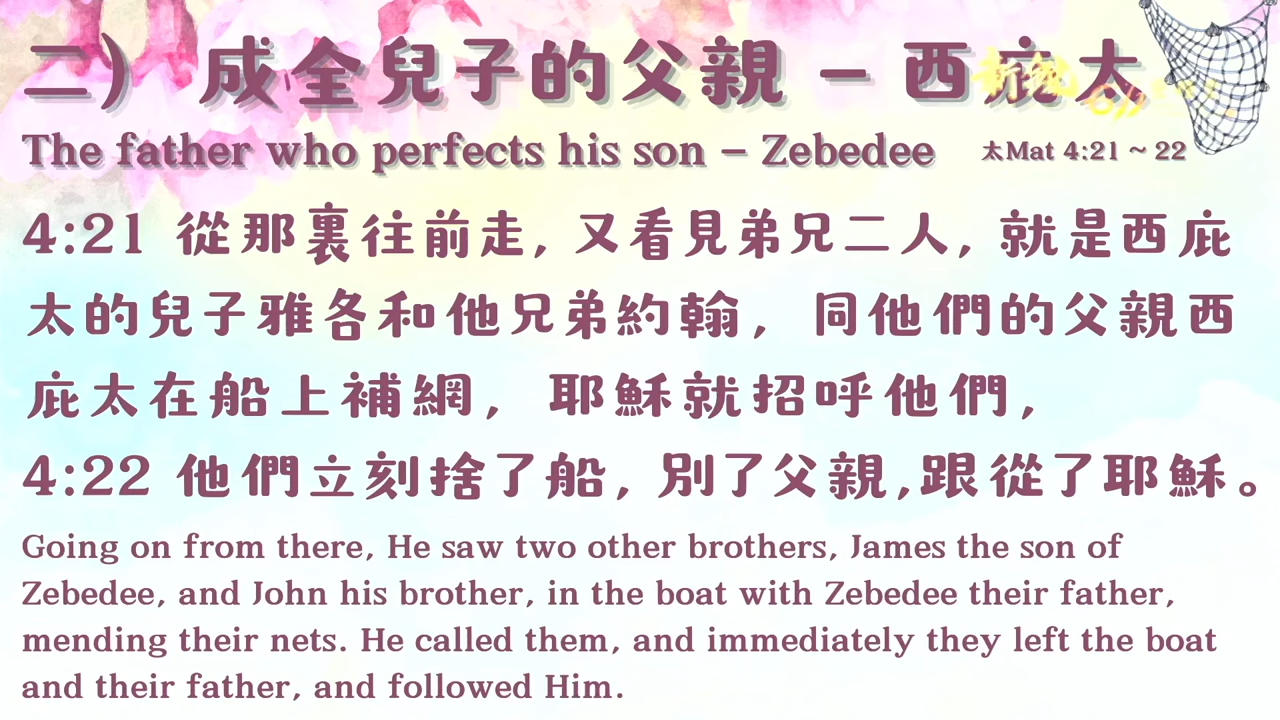 二) 成全兒子的父親 – 西庇太
The father who perfects his son – Zebedee 太Mat 4:21 ~ 22
4:21 從那裏往前走, 又看見弟兄二人, 就是西庇
太的兒子雅各和他兄弟約翰, 同他們的父親西
庇太在船上補網, 耶穌就招呼他們,
4:22 他們立刻捨了船, 別了父親,跟從了耶穌。
Going on from there, He saw two other brothers, James the son of
Zebedee, and John his brother, in the boat with Zebedee their father,
mending their nets. He called them, and immediately they left the boat
and their father, and followed Him.